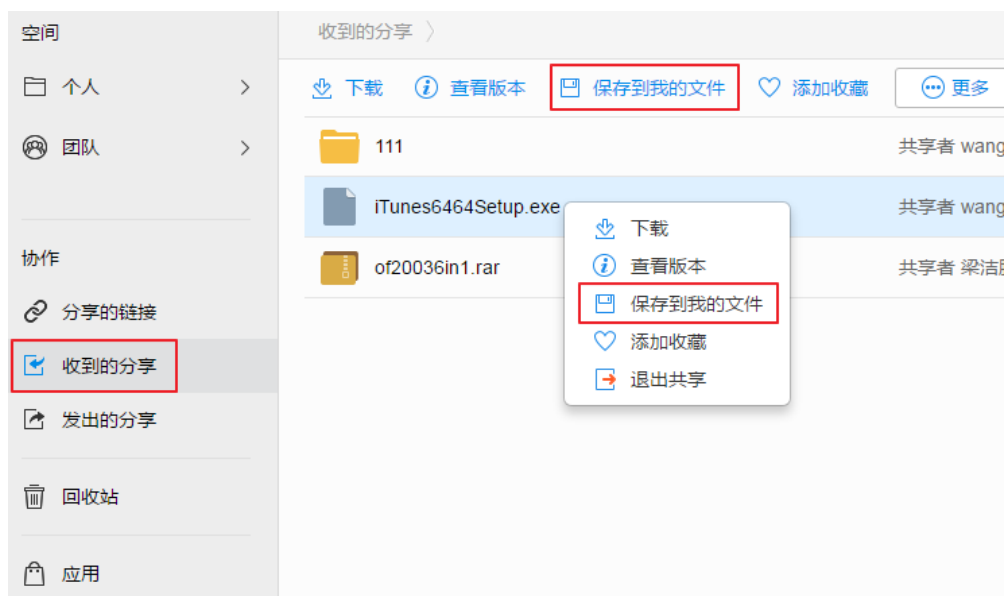 空间
个人
团队
协作
分享的链接
收到的分享
发出的分享
回收站
应用
收到的分享
下载 查看版本 保存到我的文件 添加收藏 更多
111 共享者 wang
iTunes6464Setup.exe 共享者 wang
of20036in1.rar 共享者 梁洁
下载
查看版本
保存到我的文件
添加收藏
退出共享